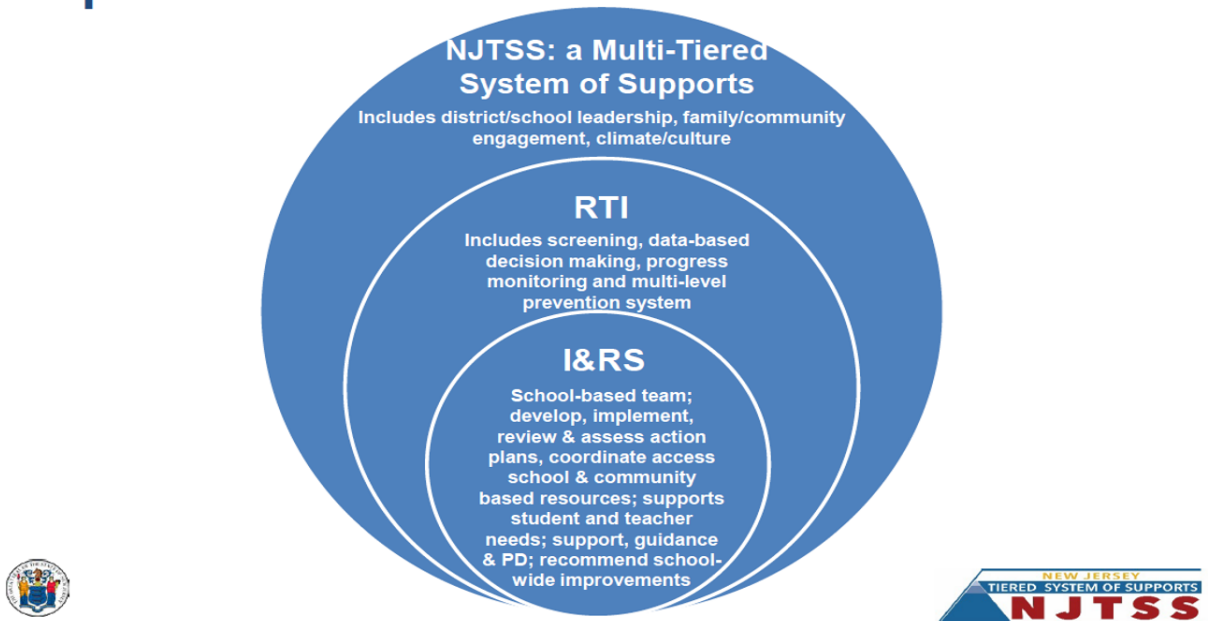 NJTSS: a Multi-Tiered
System of Supports
Includes district/school leadership, family/community
engagement, climate/culture
RTI
Includes screening, data-based
decision making, progress
monitoring and multi-level
prevention system
I&RS
School-based team;
develop, implement,
review & assess action
plans, coordinate access
school & community
based resources; supports
student and teacher
needs; support, guidance
& PD; recommend school-
wide improvements
NEW JERSEY
TIERED SYSTEM OF SUPPORTS
NJTSS